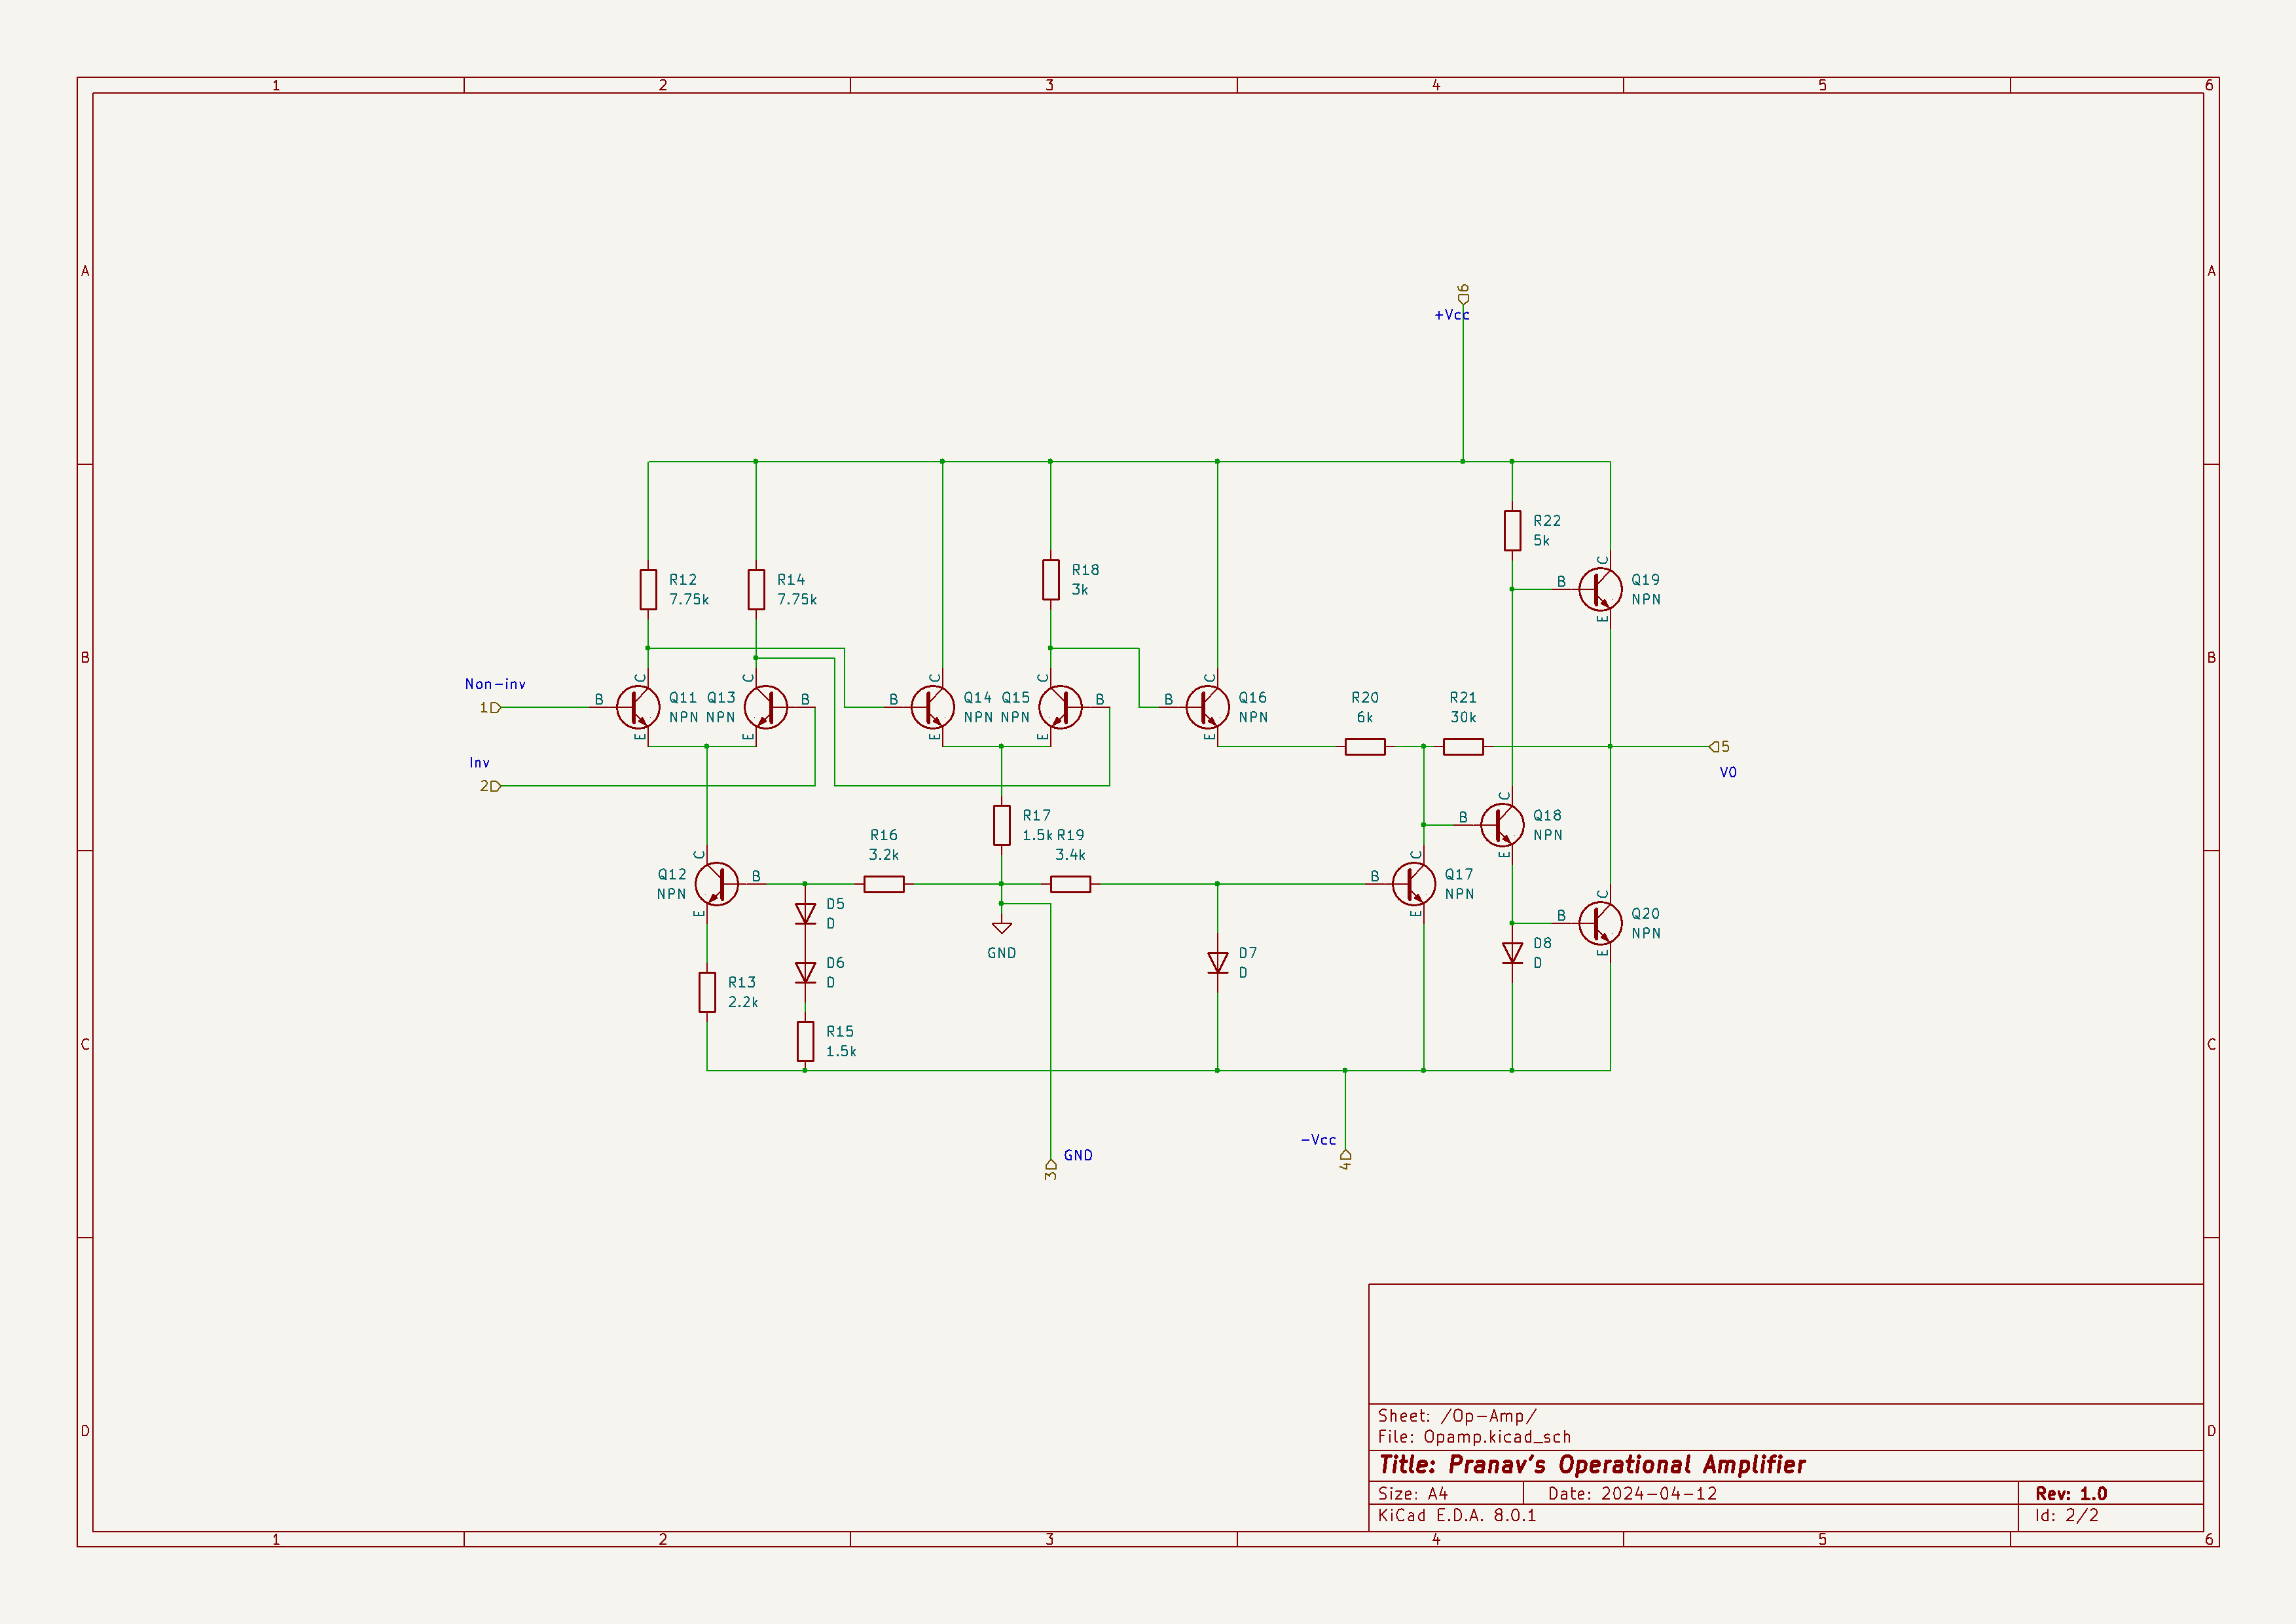 1 2 3 4 5 6
A A
6
+Vcc
R22
5k
R18
3k
C
R12
7.75k
R14
7.75k
B
Q19
NPN
E
B B
Non-inv
1
B
C
E
Q11
NPN
Q13
NPN
C
E
B
B
C
E
Q14
NPN
Q15
NPN
C
E
B
B
C
E
Q16
NPN
R20
6k
R21
30k
5
VO
Inv
2
R17
1.5k
R19
3.4k
R16
3.2k
B
C
E
Q18
NPN
Q12
NPN
C
E
B
B
C
E
Q17
NPN
D5
D
B
C
E
Q20
NPN
GND
D6
D
D7
D
D8
D
R13
2.2k
R15
1.5k
C C
-Vcc
4
GND
3
D D
Sheet: /Op-Amp/
File: Opamp.kicad_sch
Title: Pranav's Operational Amplifier
Size: A4 Date: 2024-04-12 Rev: 1.0
KiCad E.D.A. 8.0.1 Id: 2/2
1 2 3 4 5 6